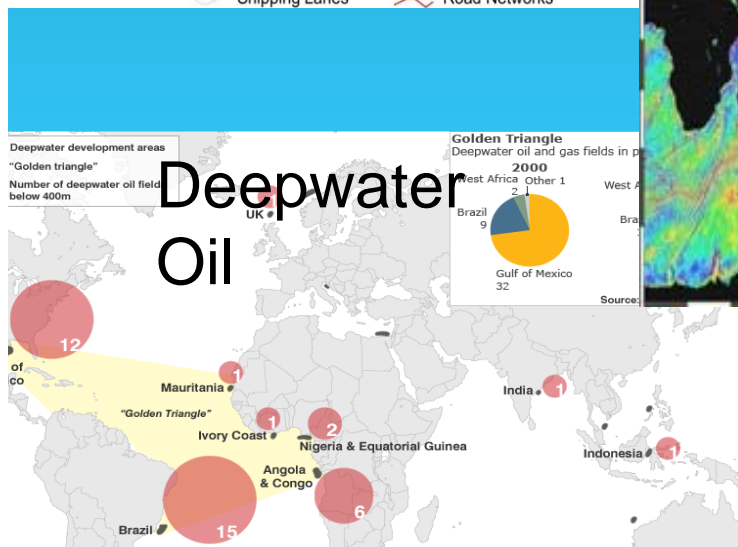 Shipping Lanes
Road Networks
Deepwater development areas
"Golden triangle"
Number of deepwater oil field
below 400m
Deepwater
Oil
Golden Triangle
Deepwater oil and gas fields in p
2000
West Africa
2
Other 1
Brazil
9
Gulf of Mexico
32
West A
Bra
Source:
UK
12
of
co
Mauritania
1
"Golden Triangle"
Ivory Coast
1
2
Nigeria & Equatorial Guinea
Angola
& Congo
6
Brazil
15
India
1
Indonesia
1